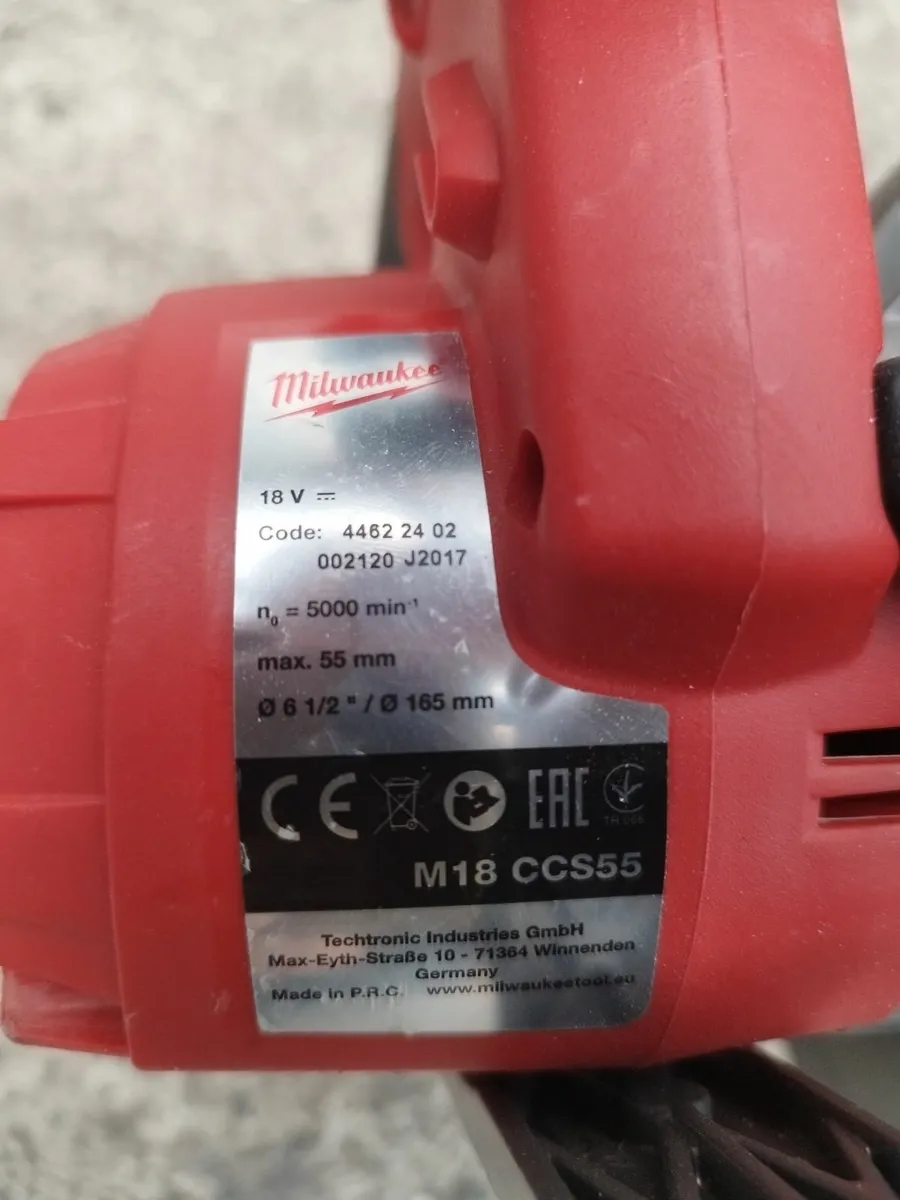 Milwaukee
18 V ⎓
Code: 4462 24 02
002120 J2017
n₀ = 5000 min⁻¹
max. 55 mm
Ø 6 1/2 " / Ø 165 mm
CE EAC
M18 CCS55
Techtronic Industries GmbH
Max-Eyth-Straße 10 - 71364 Winnenden
Germany
Made in P.R.C. www.milwaukeetool.eu